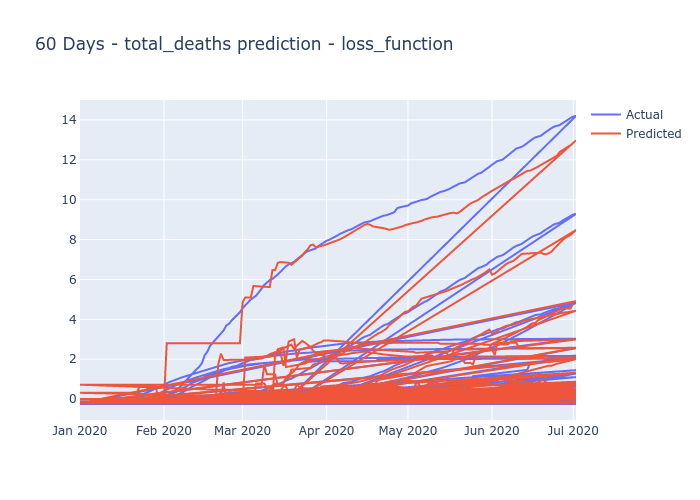 60 Days - total_deaths prediction - loss_function
14
12
10
8
6
4
2
0
Jan 2020
Feb 2020
Mar 2020
Apr 2020
May 2020
Jun 2020
Jul 2020
Actual
Predicted